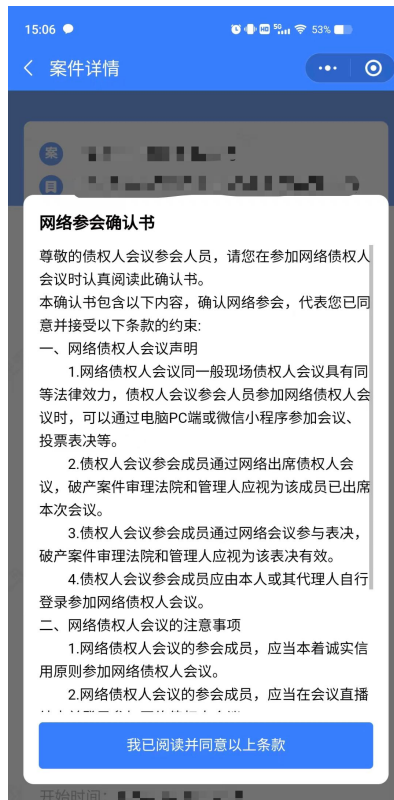 15:06
HD 5G 53%
案件详情
案
网络参会确认书
尊敬的债权人会议参会人员，请您在参加网络债权人
会议时认真阅读此确认书。
本确认书包含以下内容，确认网络参会，代表您已同
意并接受以下条款的约束:
一、网络债权人会议声明
1.网络债权人会议同一般现场债权人会议具有同
等法律效力，债权人会议参会人员参加网络债权人会
议时，可以通过电脑PC端或微信小程序参加会议、
投票表决等。
2.债权人会议参会成员通过网络出席债权人会
议，破产案件审理法院和管理人应视为该成员已出席
本次会议。
3.债权人会议参会成员通过网络会议参与表决，
破产案件审理法院和管理人应视为该表决有效。
4.债权人会议参会成员应由本人或其代理人自行
登录参加网络债权人会议。
二、网络债权人会议的注意事项
1.网络债权人会议的参会成员，应当本着诚实信
用原则参加网络债权人会议。
2.网络债权人会议的参会成员，应当在会议直播
我已阅读并同意以上条款
开始时间：